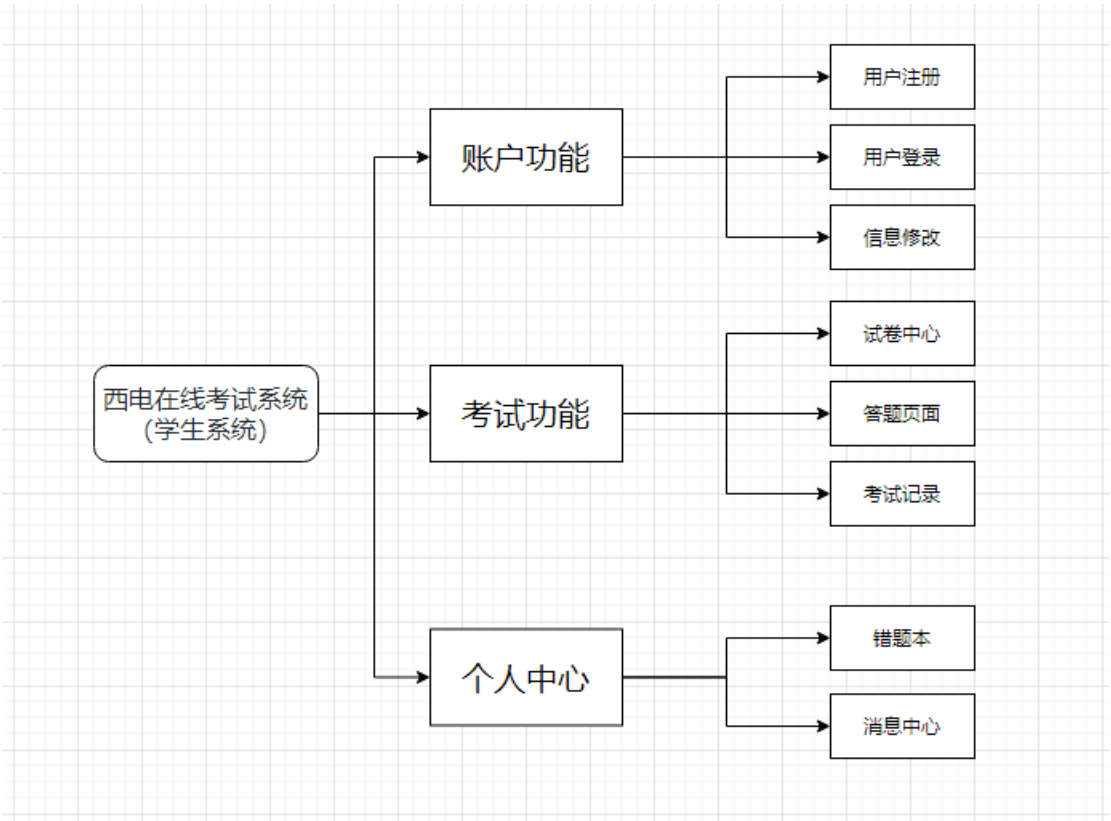 西电在线考试系统
(学生系统)
账户功能
用户注册
用户登录
信息修改
考试功能
试卷中心
答题页面
考试记录
个人中心
错题本
消息中心